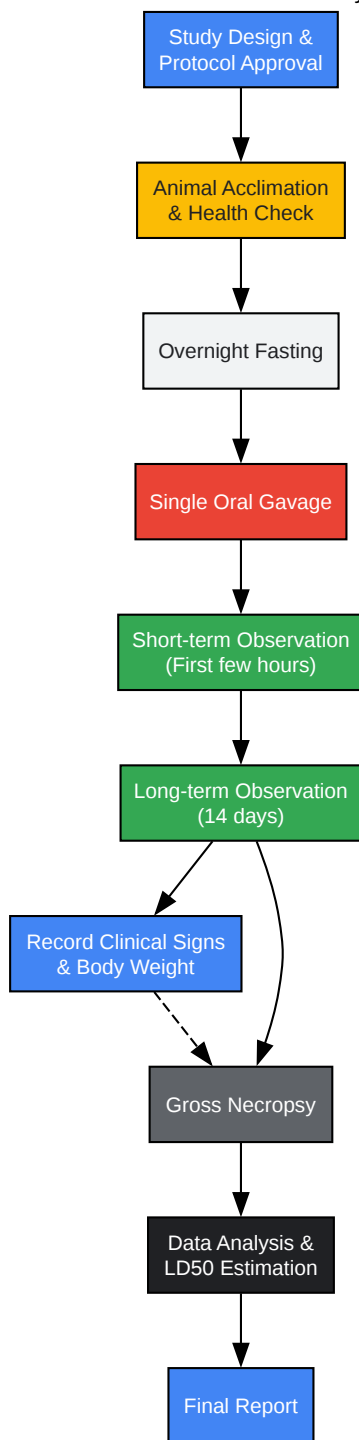 Study Design &
Protocol Approval
Animal Acclimation
& Health Check
Overnight Fasting
Single Oral Gavage
Short-term Observation
(First few hours)
Long-term Observation
(14 days)
Record Clinical Signs
& Body Weight
Gross Necropsy
Data Analysis &
LD50 Estimation
Final Report